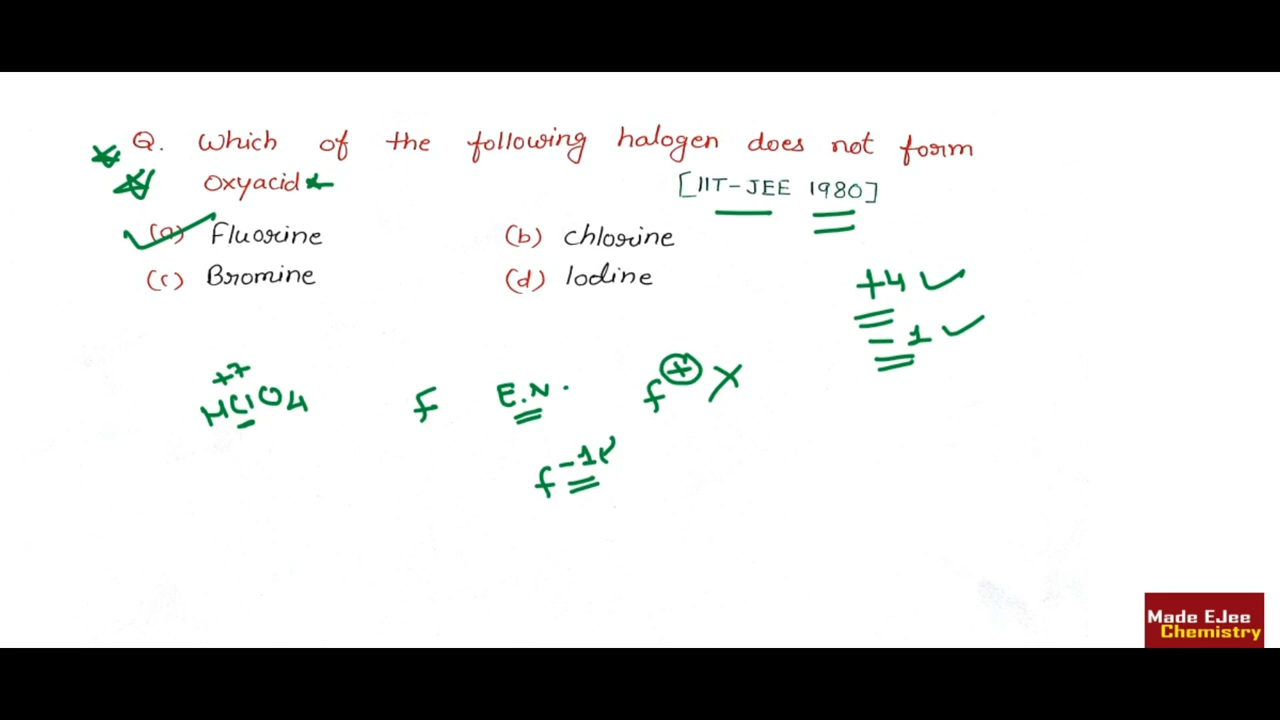 Q. Which of the following halogen does not form
oxyacid
[IIT-JEE 1980]
(a) Fluorine (b) chlorine
(c) Bromine (d) Iodine
+4
-1
+7
HClO4
F E.N. F+
F-1
Made EJee
Chemistry